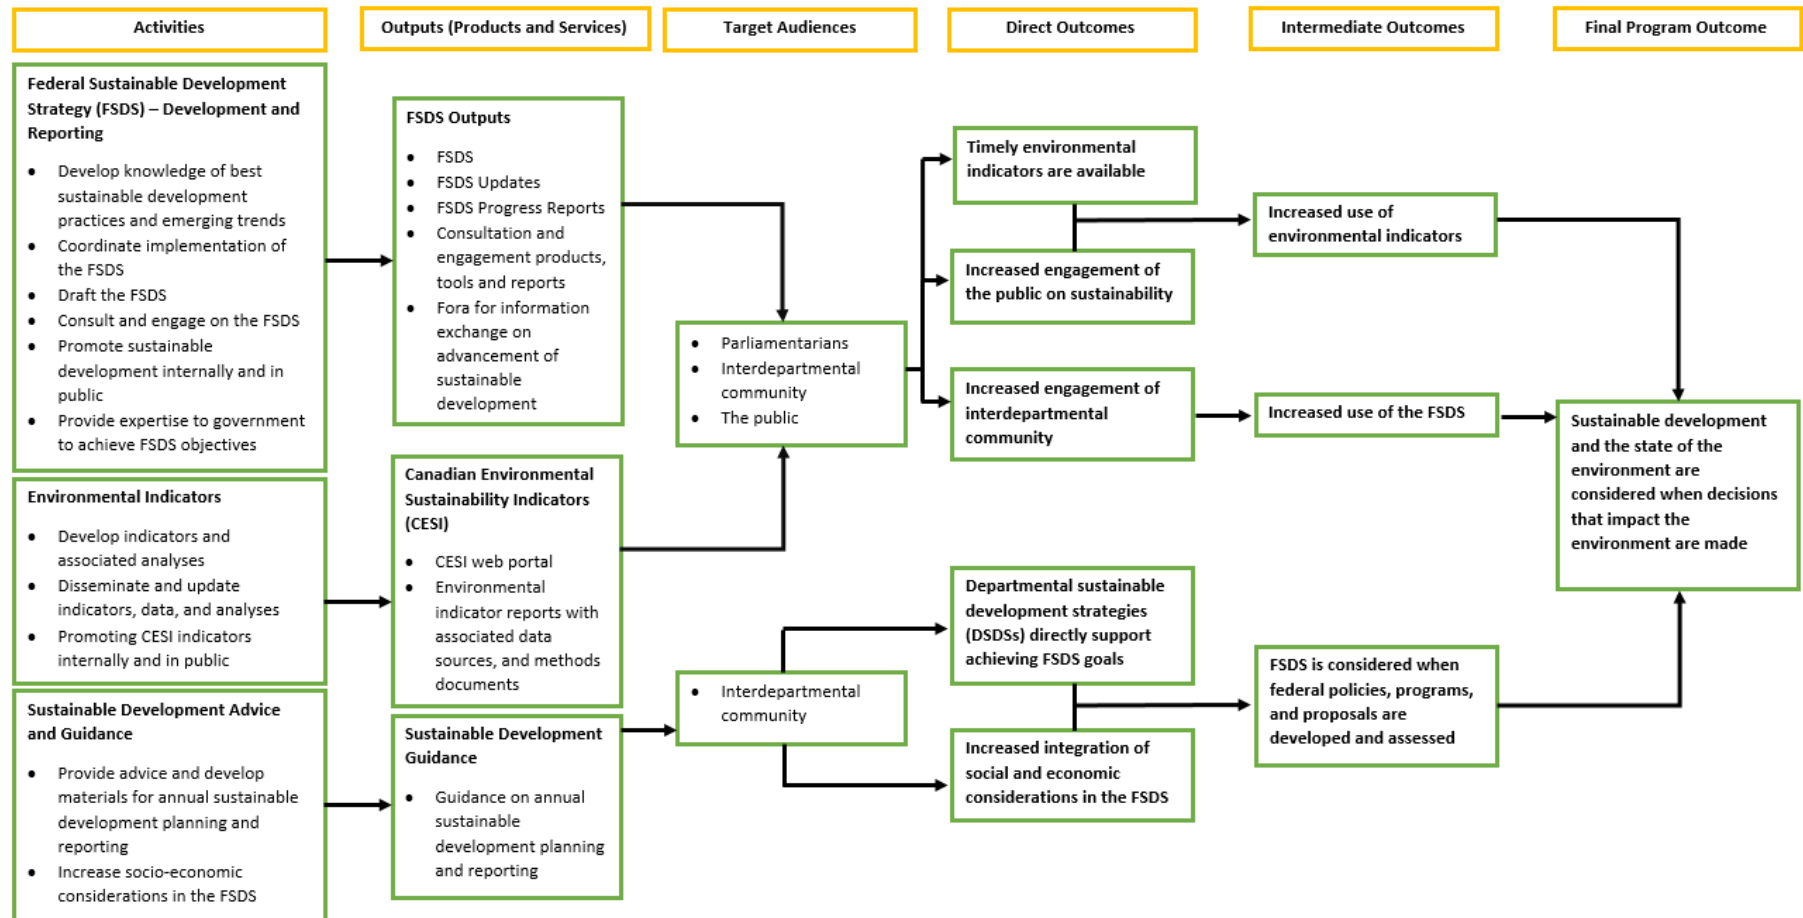 Activities
Outputs (Products and Services)
Target Audiences
Direct Outcomes
Intermediate Outcomes
Final Program Outcome
Federal Sustainable Development
Strategy (FSDS) – Development and
Reporting
• Develop knowledge of best
sustainable development
practices and emerging trends
• Coordinate implementation of
the FSDS
• Draft the FSDS
• Consult and engage on the FSDS
• Promote sustainable
development internally and in
public
• Provide expertise to government
to achieve FSDS objectives
Environmental Indicators
• Develop indicators and
associated analyses
• Disseminate and update
indicators, data, and analyses
• Promoting CESI indicators
internally and in public
Sustainable Development Advice
and Guidance
• Provide advice and develop
materials for annual sustainable
development planning and
reporting
• Increase socio-economic
considerations in the FSDS
FSDS Outputs
• FSDS
• FSDS Updates
• FSDS Progress Reports
• Consultation and
engagement products,
tools and reports
• Fora for information
exchange on
advancement of
sustainable
development
Canadian Environmental
Sustainability Indicators
(CESI)
• CESI web portal
• Environmental
indicator reports with
associated data
sources, and methods
documents
Sustainable Development
Guidance
• Guidance on annual
sustainable
development planning
and reporting
• Parliamentarians
• Interdepartmental
community
• The public
• Interdepartmental
community
Timely environmental
indicators are available
Increased engagement of
the public on sustainability
Increased engagement of
interdepartmental
community
Departmental sustainable
development strategies
(DSDSs) directly support
achieving FSDS goals
Increased integration of
social and economic
considerations in the FSDS
Increased use of
environmental indicators
Increased use of the FSDS
FSDS is considered when
federal policies, programs,
and proposals are
developed and assessed
Sustainable development
and the state of the
environment are
considered when decisions
that impact the
environment are made